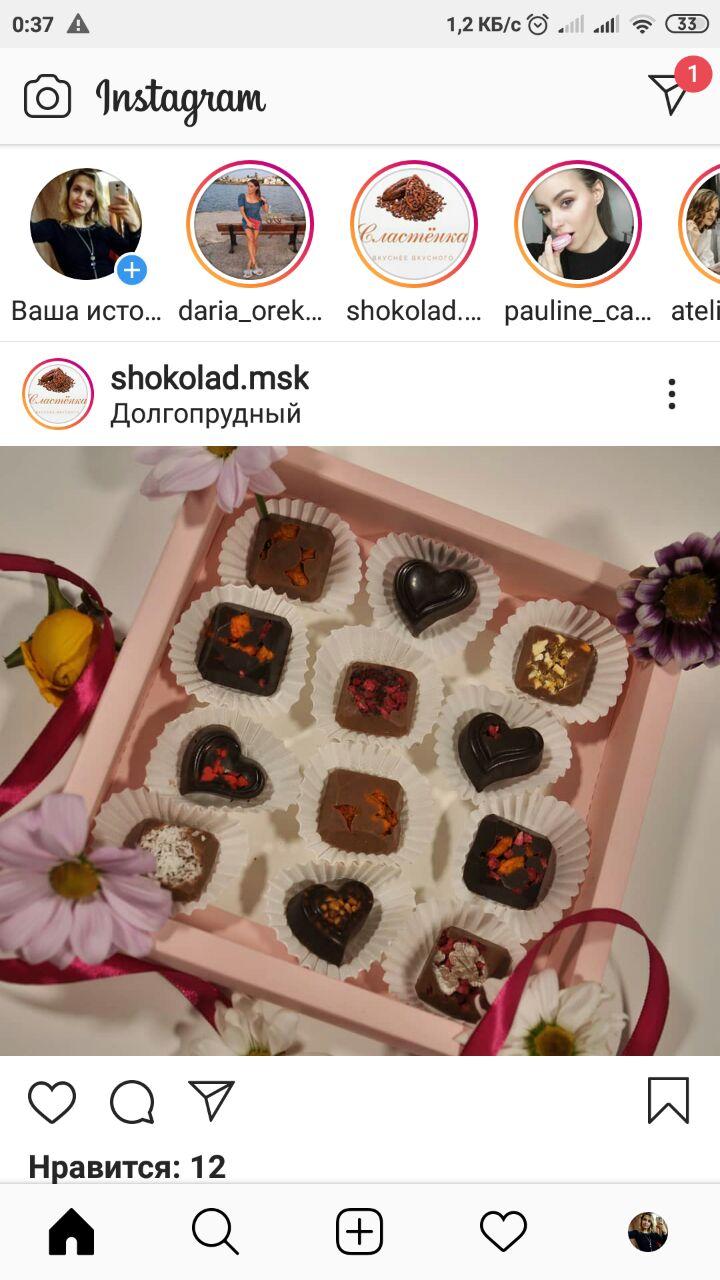 0:37
1,2 КБ/с
33
Instagram
1
Сластёнка
ВКУСНЕЕ ВКУСНОГО
Ваша исто...
daria_orek...
shokolad....
pauline_ca...
ateli
shokolad.msk
Долгопрудный
Сластёнка
Нравится: 12